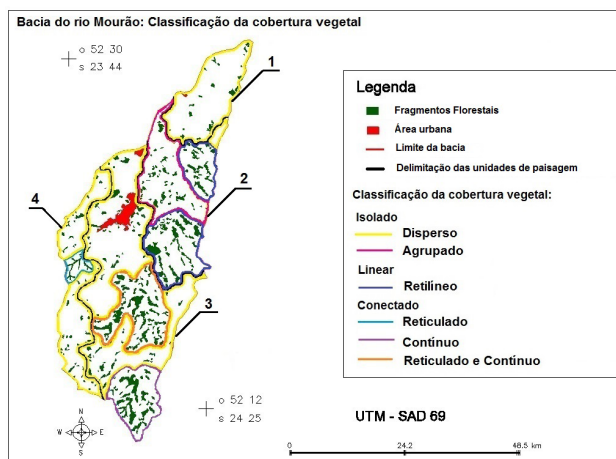 Bacia do rio Mourão: Classificação da cobertura vegetal
o 52 30
s 23 44
1
2
3
4
o 52 12
s 24 25
N
W E
S
Legenda
Fragmentos Florestais
Área urbana
Limite da bacia
Delimitação das unidades de paisagem
Classificação da cobertura vegetal:
Isolado
Disperso
Agrupado
Linear
Retilíneo
Conectado
Reticulado
Contínuo
Reticulado e Contínuo
UTM - SAD 69
0 24.2 48.5 km